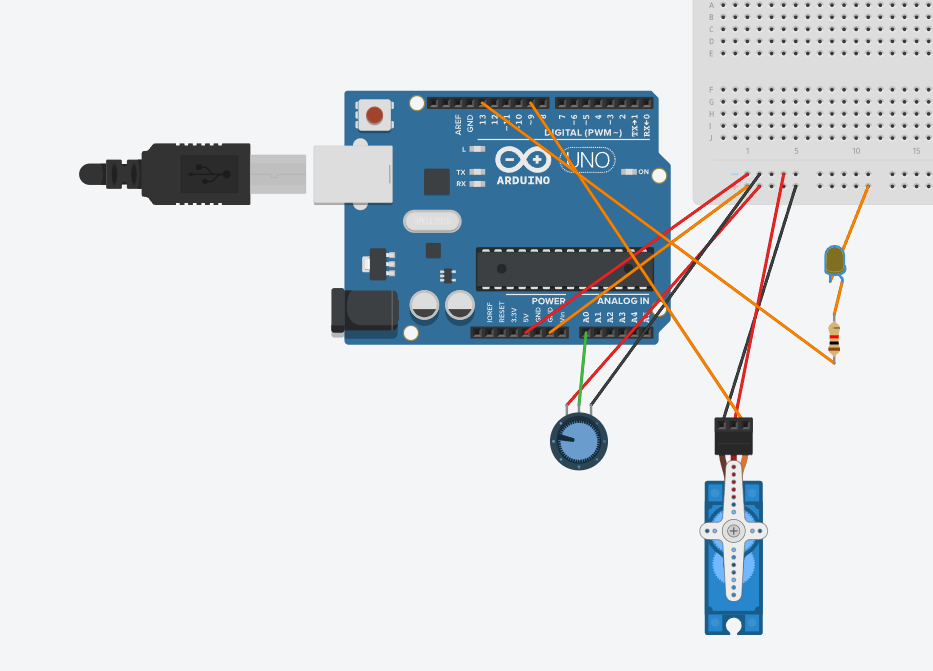 A
B
C
D
E
F
G
H
I
J
1 5 10 15
AREF GND 13 12 ~11 ~10 ~9 8 7 ~6 ~5 4 ~3 2 TX→1 RX←0
DIGITAL (PWM~)
L
TX
RX
UNO
ON
ARDUINO
POWER ANALOG IN
IOREF RESET 3.3V 5V GND GND Vin A0 A1 A2 A3 A4